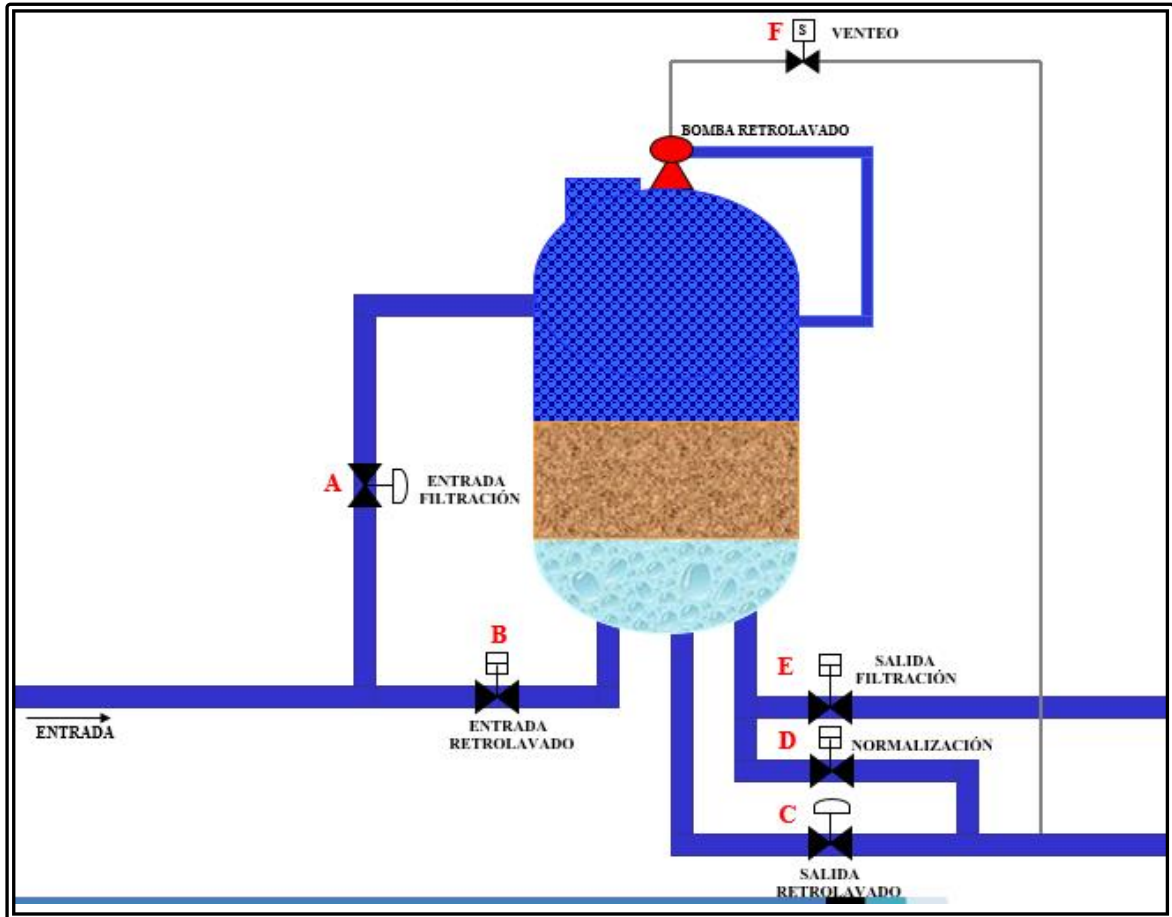 F
S
VENTEO
BOMBA RETROLAVADO
A
ENTRADA
FILTRACIÓN
B
ENTRADA
RETROLAVADO
ENTRADA
E
SALIDA
FILTRACIÓN
D
NORMALIZACIÓN
C
SALIDA
RETROLAVADO